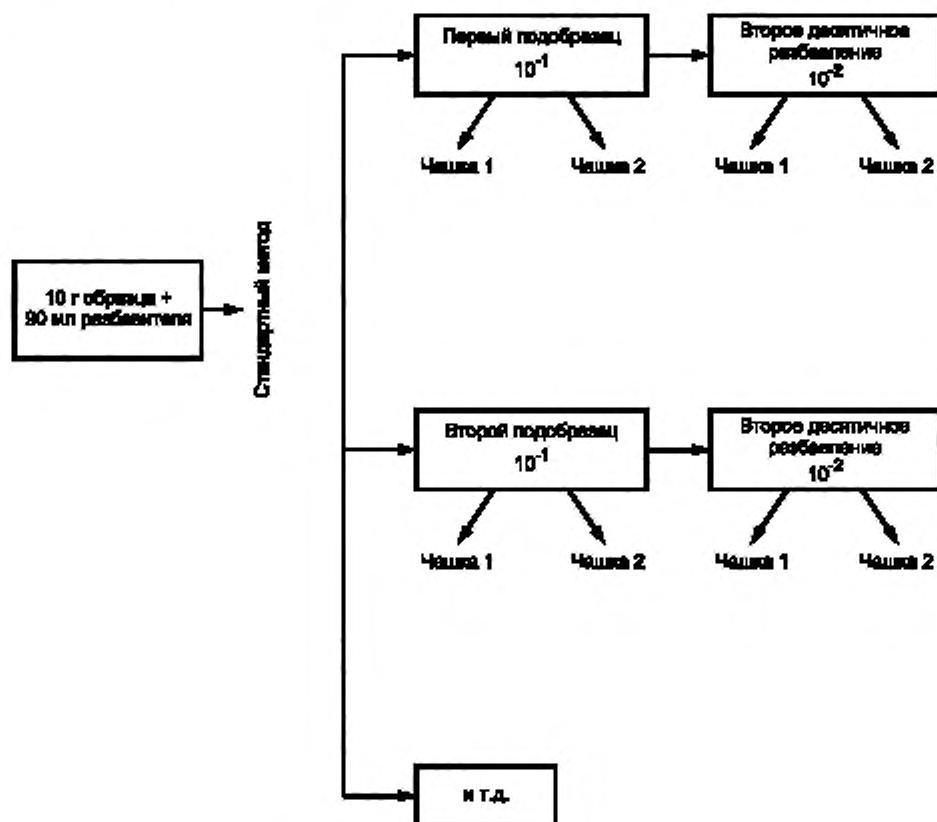 10 г образца +
90 мл разбавителя
Стандартный метод
Первый подобразец
10⁻¹
Второе десятичное
разбавление
10⁻²
Чашка 1
Чашка 2
Чашка 1
Чашка 2
Второй подобразец
10⁻¹
Второе десятичное
разбавление
10⁻²
Чашка 1
Чашка 2
Чашка 1
Чашка 2
и т.д.